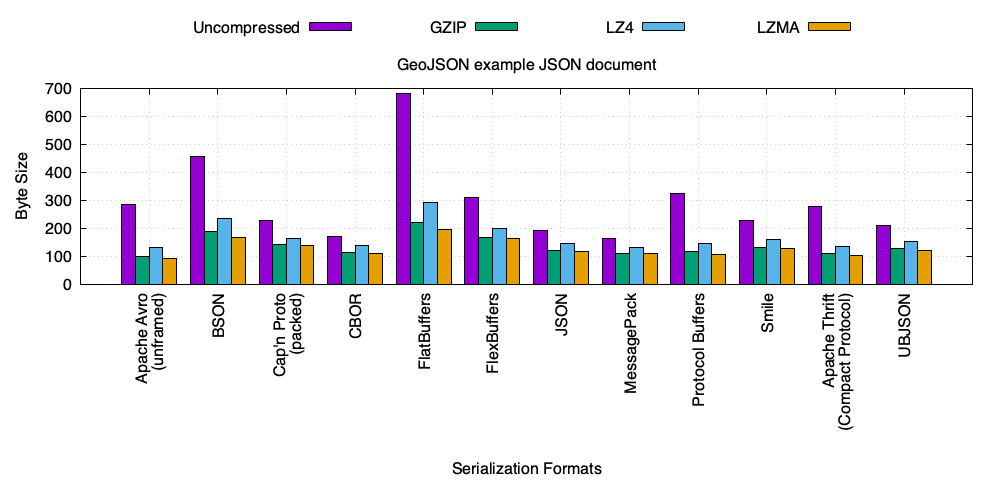 Uncompressed GZIP LZ4 LZMA
GeoJSON example JSON document
700
600
500
400
300
200
100
0
Byte Size
Apache Avro
(unframed)
BSON
Cap'n Proto
(packed)
CBOR
FlatBuffers
FlexBuffers
JSON
MessagePack
Protocol Buffers
Smile
Apache Thrift
(Compact Protocol)
UBJSON
Serialization Formats